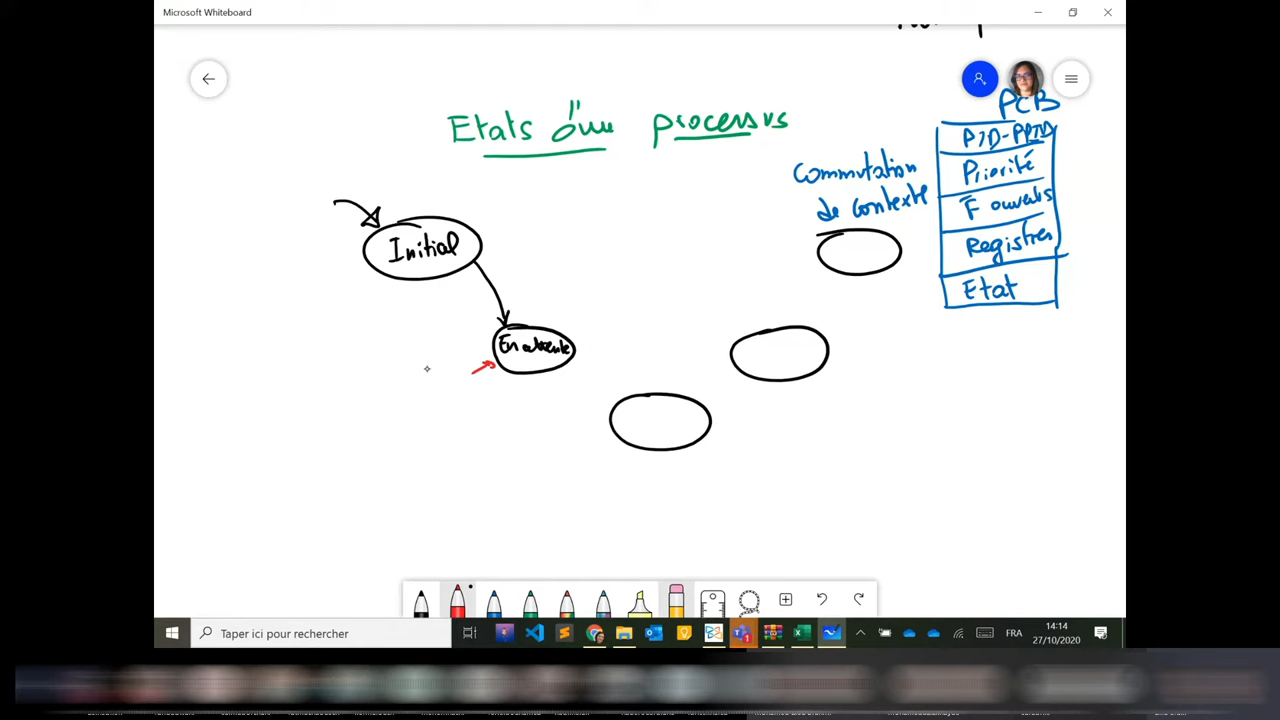 Microsoft Whiteboard
Etats d'une processus
PCB
PID-PPID
Priorité
F ouverts
Registres
Etat
Commutation
de contexte
Initial
En attente
Taper ici pour rechercher
FRA
14:14
27/10/2020